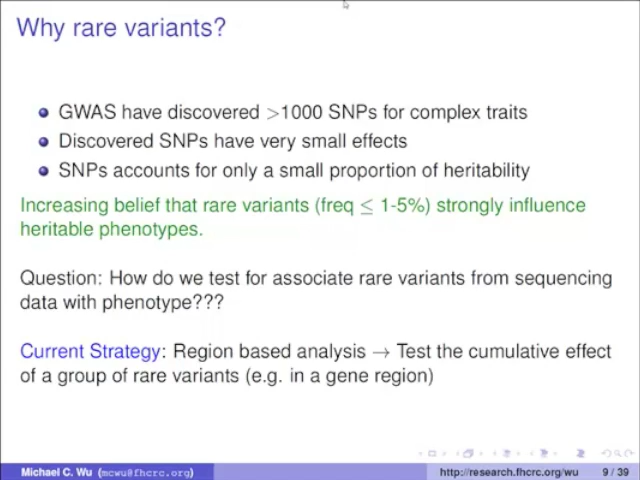 Why rare variants?
GWAS have discovered >1000 SNPs for complex traits
Discovered SNPs have very small effects
SNPs accounts for only a small proportion of heritability
Increasing belief that rare variants (freq ≤ 1-5%) strongly influence
heritable phenotypes.
Question: How do we test for associate rare variants from sequencing
data with phenotype???
Current Strategy: Region based analysis → Test the cumulative effect
of a group of rare variants (e.g. in a gene region)
Michael C. Wu (mcwu@fhcrc.org) http://research.fhcrc.org/wu 9 / 39